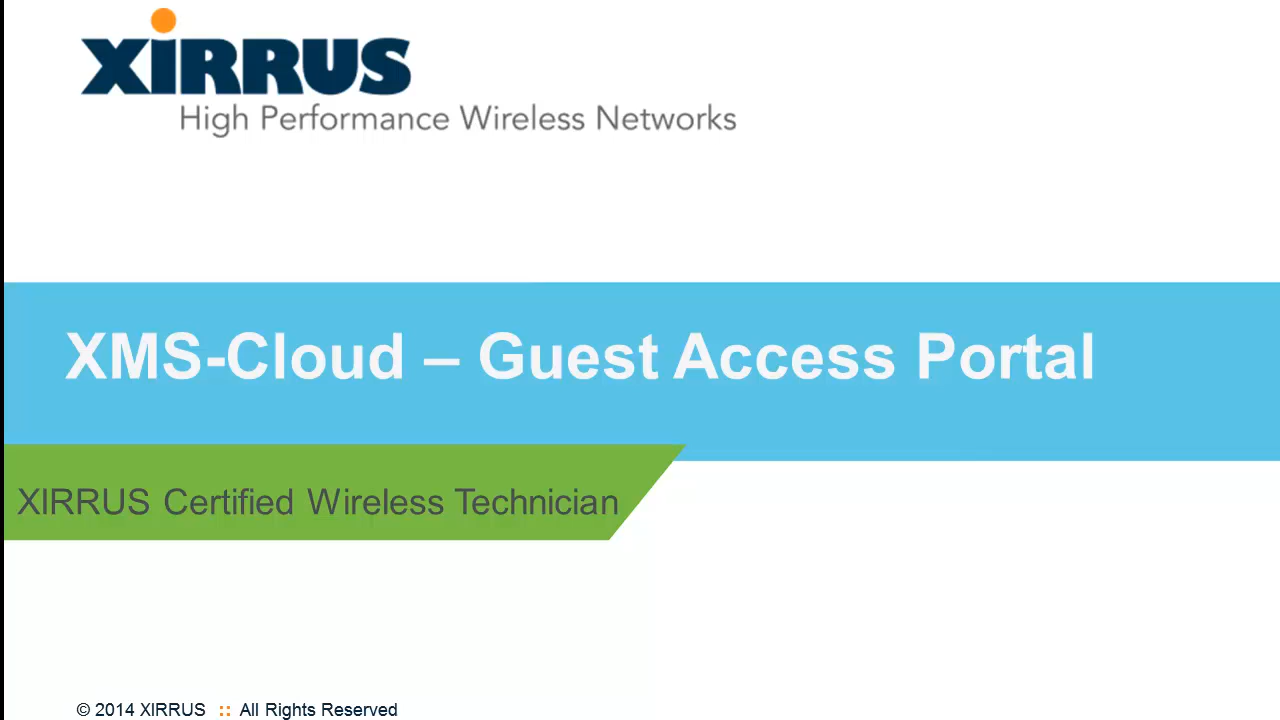 XIRRUS
High Performance Wireless Networks
XMS-Cloud – Guest Access Portal
XIRRUS Certified Wireless Technician
© 2014 XIRRUS :: All Rights Reserved